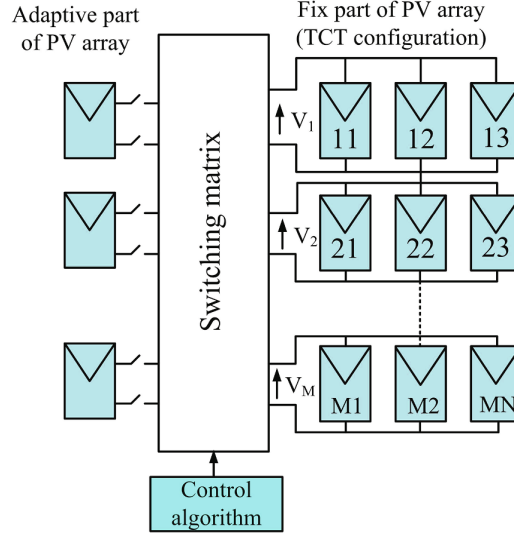 Adaptive part
of PV array
Fix part of PV array
(TCT configuration)
Switching matrix
V1
11
12
13
V2
21
22
23
VM
M1
M2
MN
Control
algorithm